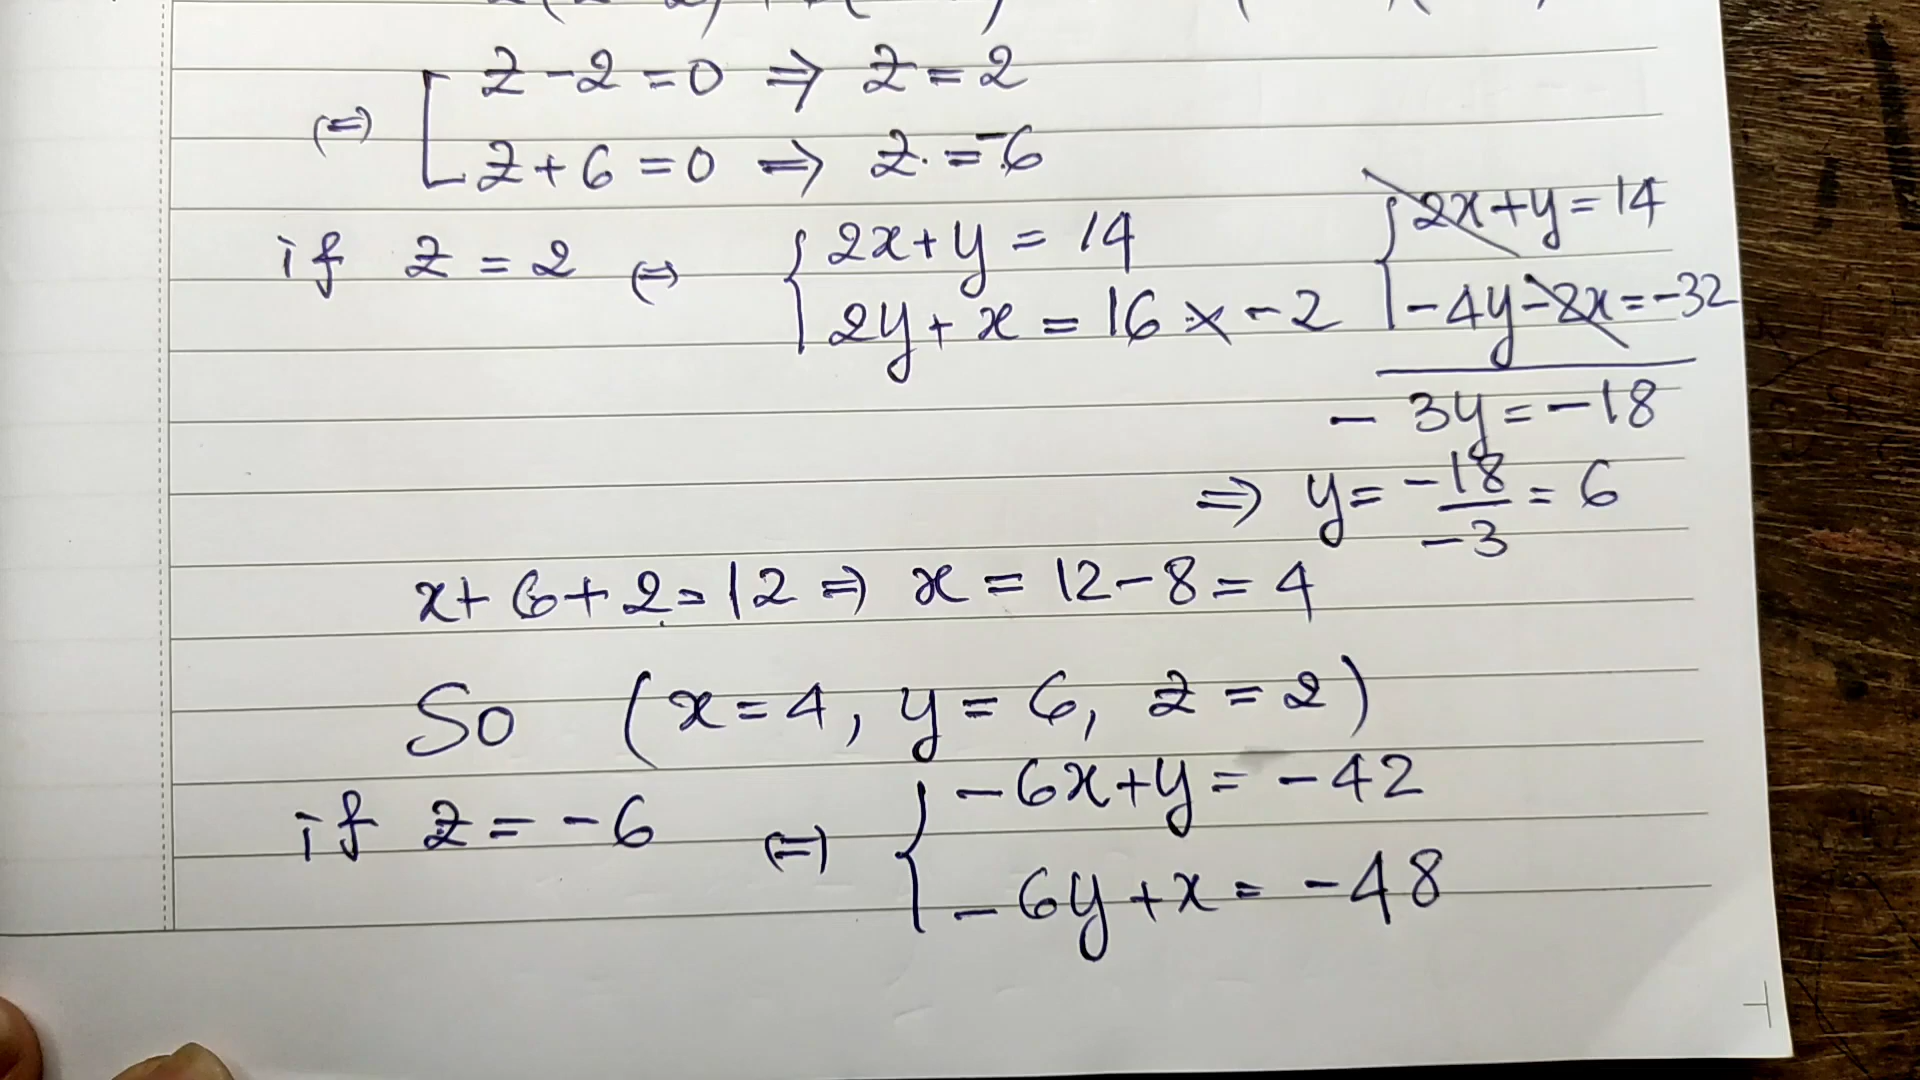 ⇔ [ z - 2 = 0 ⇒ z = 2
z + 6 = 0 ⇒ z = -6
if z = 2 ⇔ { 2x + y = 14
2y + x = 16 × -2
{ 2x + y = 14
-4y - 2x = -32
- 3y = -18
⇒ y = -18/-3 = 6
x + 6 + 2 = 12 ⇒ x = 12 - 8 = 4
So (x = 4, y = 6, z = 2)
if z = -6 ⇔ { -6x + y = -42
-6y + x = -48